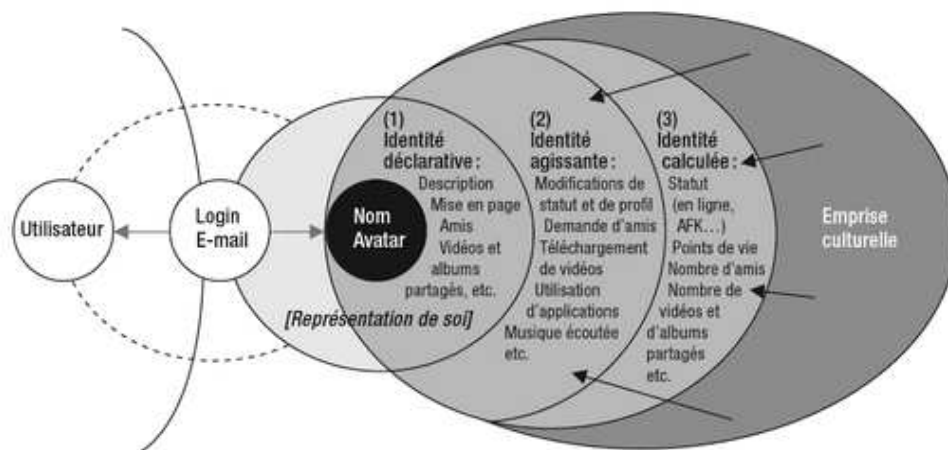 Utilisateur
Login
E-mail
Nom
Avatar
(1)
Identité
déclarative :
Description
Mise en page
Amis
Vidéos et
albums
partagés, etc.
[Représentation de soi]
(2)
Identité
agissante :
Modifications de
statut et de profil
Demande d'amis
Téléchargement
de vidéos
Utilisation
d'applications
Musique écoutée
etc.
(3)
Identité
calculée :
Statut
(en ligne,
AFK...)
Points de vie
Nombre d'amis
Nombre de
vidéos et
d'albums
partagés
etc.
Emprise
culturelle